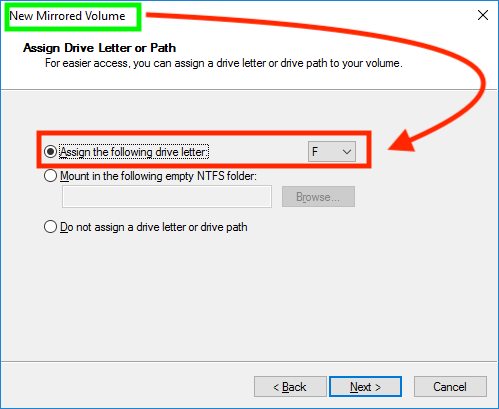 New Mirrored Volume
Assign Drive Letter or Path
For easier access, you can assign a drive letter or drive path to your volume.
Assign the following drive letter: F
Mount in the following empty NTFS folder:
Browse...
Do not assign a drive letter or drive path
< Back Next > Cancel